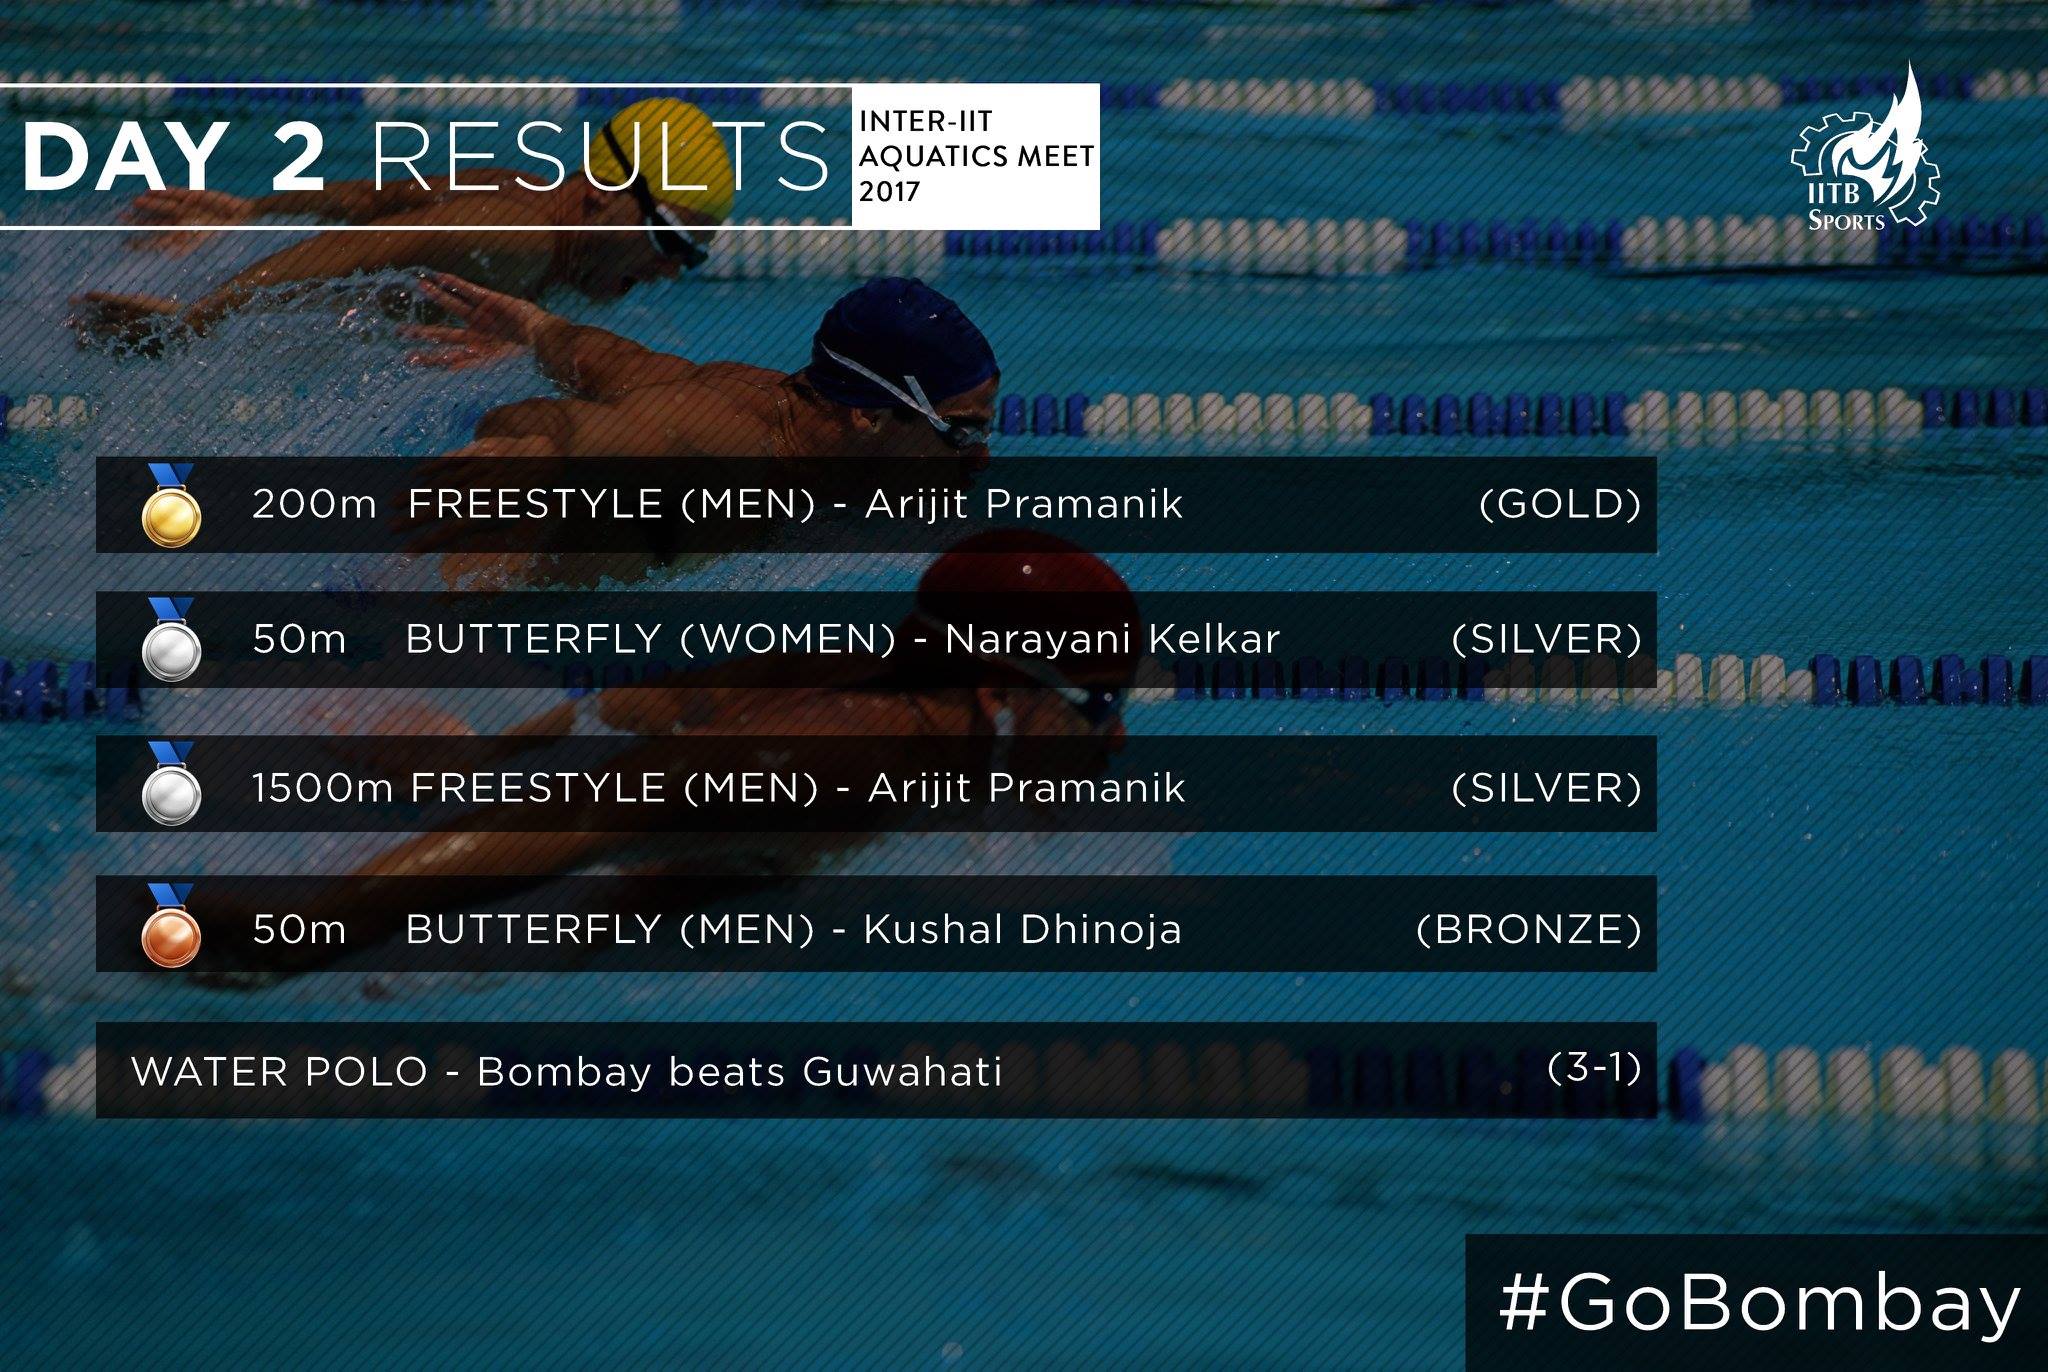 DAY 2 RESULTS
INTER-IIT
AQUATICS MEET
2017
IITB
SPORTS
200m FREESTYLE (MEN) - Arijit Pramanik (GOLD)
50m BUTTERFLY (WOMEN) - Narayani Kelkar (SILVER)
1500m FREESTYLE (MEN) - Arijit Pramanik (SILVER)
50m BUTTERFLY (MEN) - Kushal Dhinoja (BRONZE)
WATER POLO - Bombay beats Guwahati (3-1)
#GoBombay